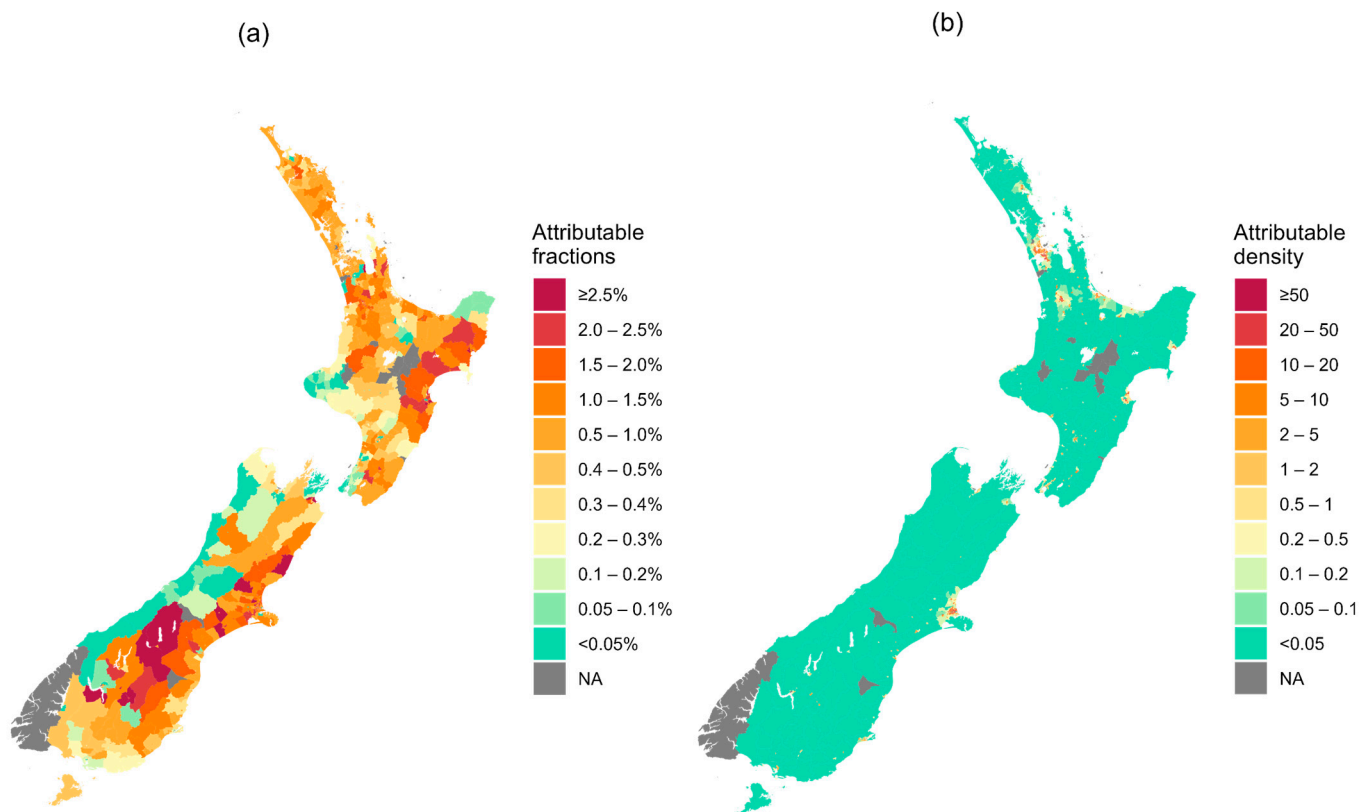 (a)
(b)
Attributable
fractions
≥2.5%
2.0 – 2.5%
1.5 – 2.0%
1.0 – 1.5%
0.5 – 1.0%
0.4 – 0.5%
0.3 – 0.4%
0.2 – 0.3%
0.1 – 0.2%
0.05 – 0.1%
<0.05%
NA
Attributable
density
≥50
20 – 50
10 – 20
5 – 10
2 – 5
1 – 2
0.5 – 1
0.2 – 0.5
0.1 – 0.2
0.05 – 0.1
<0.05
NA